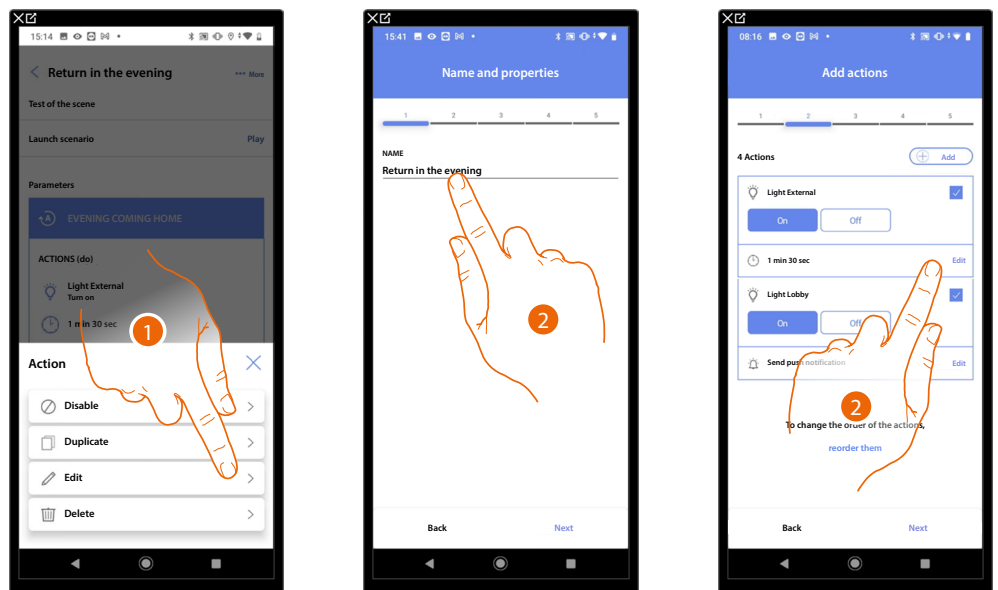 15:14
Return in the evening
••• More
Test of the scene
Launch scenario
Play
Parameters
A
EVENING COMING HOME
ACTIONS (do)
Light External
Turn on
1 min 30 sec
1
Action
Disable
Duplicate
Edit
Delete
15:41
Name and properties
1 2 3 4 5
NAME
Return in the evening
2
Back Next
08:16
Add actions
1 2 3 4 5
4 Actions
Add
Light External
On Off
1 min 30 sec Edit
Light Lobby
On Off
Send push notification Edit
2
To change the order of the actions,
reorder them
Back Next